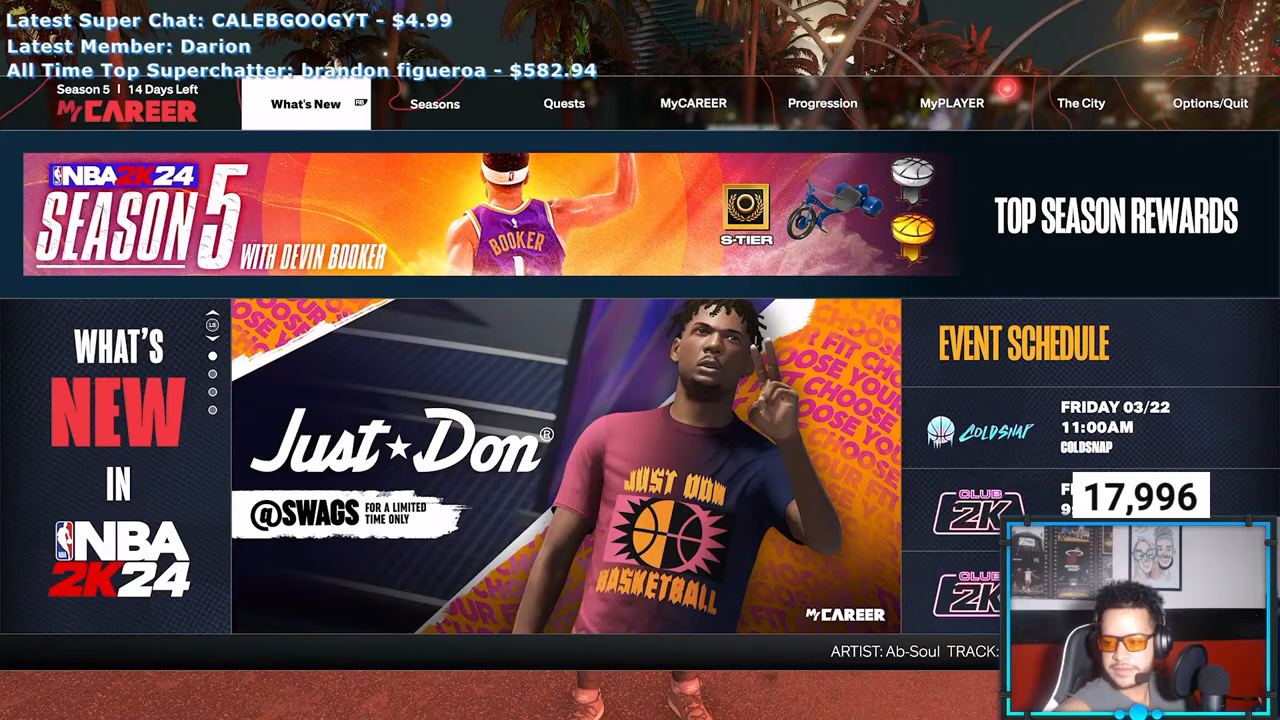 Latest Super Chat: CALEBGOOGYT - $4.99
Latest Member: Darion
All Time Top Superchatter: brandon figueroa - $582.94
Season 5 | 14 Days Left
MyCAREER
What's New RB
Seasons
Quests
MyCAREER
Progression
MyPLAYER
The City
Options/Quit
NBA 2K24
SEASON 5
WITH DEVIN BOOKER
BOOKER
1
S-TIER
TOP SEASON REWARDS
WHAT'S
NEW
IN
NBA
2K24
LS
Just★Don®
@SWAGS FOR A LIMITED
TIME ONLY
JUST DON
BASKETBALL
MyCAREER
EVENT SCHEDULE
COLDSNAP
FRIDAY 03/22
11:00AM
COLDSNAP
CLUB
2K
17,996
CLUB
2K
ARTIST: Ab-Soul TRACK: